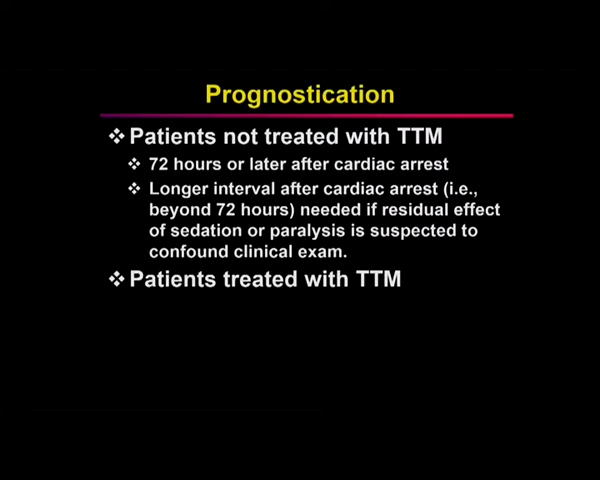 Prognostication
❖ Patients not treated with TTM
❖ 72 hours or later after cardiac arrest
❖ Longer interval after cardiac arrest (i.e.,
beyond 72 hours) needed if residual effect
of sedation or paralysis is suspected to
confound clinical exam.
❖ Patients treated with TTM